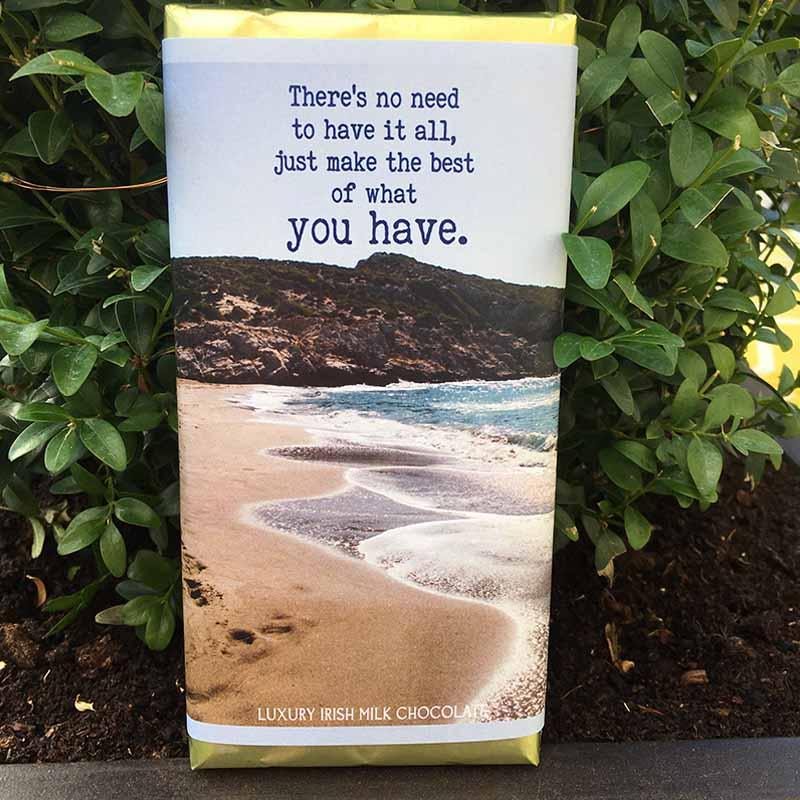 There's no need
to have it all,
just make the best
of what
you have.
LUXURY IRISH MILK CHOCOLATE